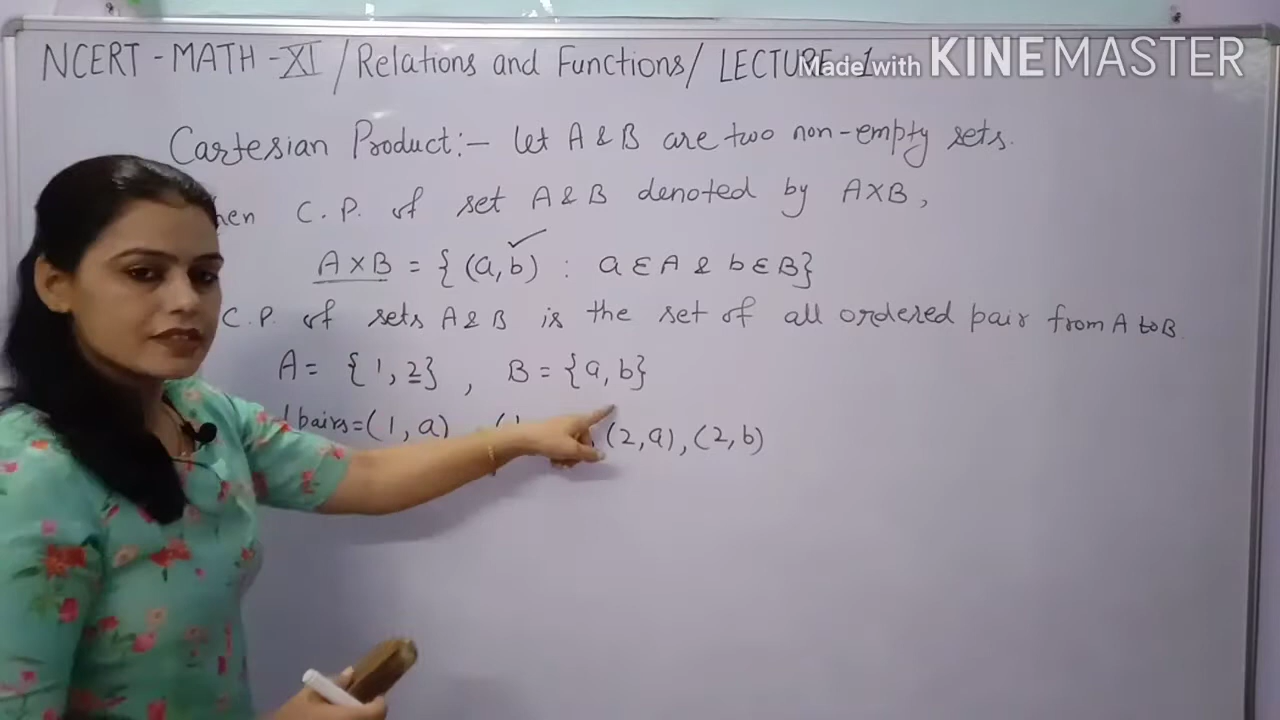 NCERT - MATH - XI / Relations and Functions / LECTURE - 1
Made with KINEMASTER
Cartesian Product:- let A & B are two non-empty sets.
hen C.P. of set A & B denoted by A×B,
A×B = { (a,b) : a∈A & b∈B}
C.P. of sets A & B is the set of all ordered pair from A to B
A = {1, 2} , B = {a, b}
pairs = (1, a) , (1 , (2, a) , (2, b)